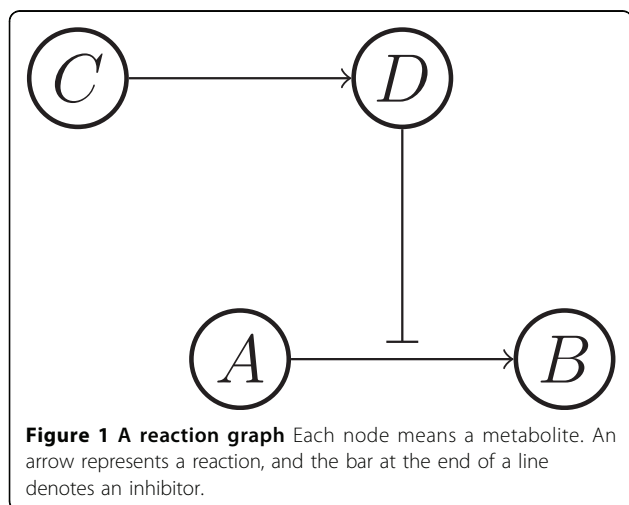 C D
A B
Figure 1 A reaction graph Each node means a metabolite. An
arrow represents a reaction, and the bar at the end of a line
denotes an inhibitor.